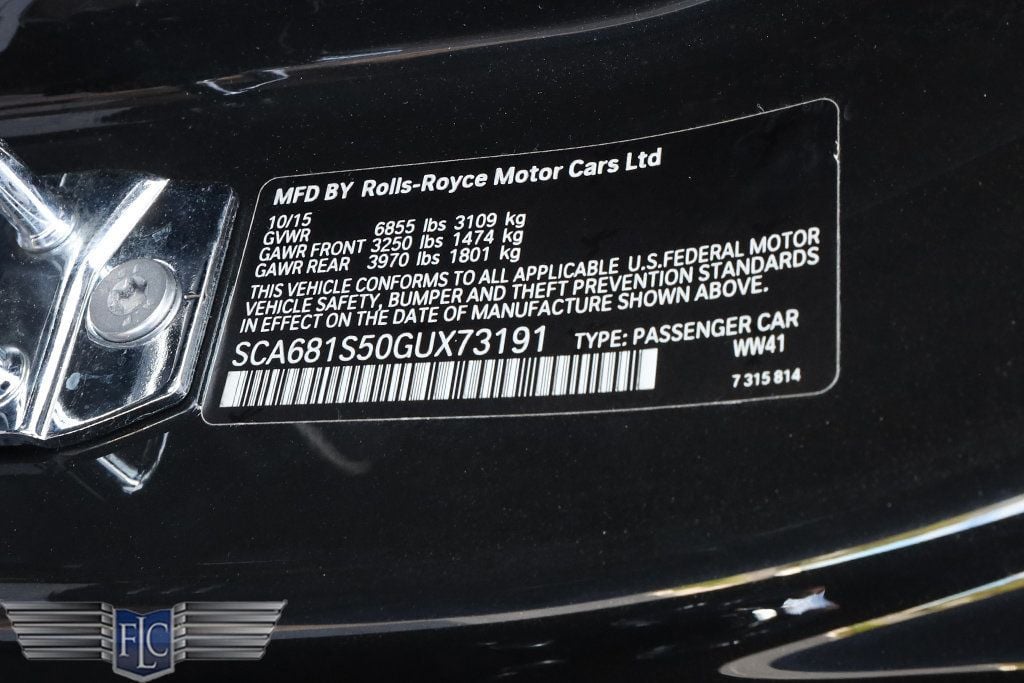 MFD BY Rolls-Royce Motor Cars Ltd
10/15
GVWR 6855 lbs 3109 kg
GAWR FRONT 3250 lbs 1474 kg
GAWR REAR 3970 lbs 1801 kg
THIS VEHICLE CONFORMS TO ALL APPLICABLE U.S.FEDERAL MOTOR
VEHICLE SAFETY, BUMPER AND THEFT PREVENTION STANDARDS
IN EFFECT ON THE DATE OF MANUFACTURE SHOWN ABOVE.
SCA681S50GUX73191 TYPE: PASSENGER CAR
WW41
7 315 814
FLC